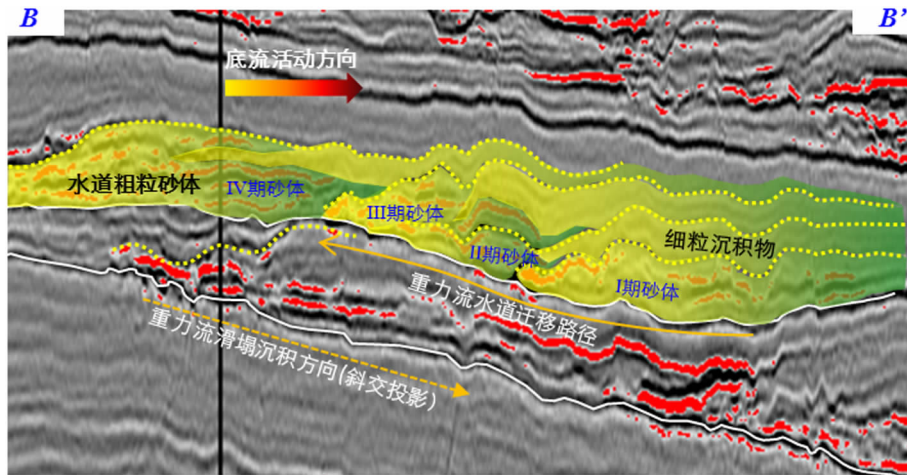 B
B'
底流活动方向
水道粗粒砂体
IV期砂体
III期砂体
II期砂体
I期砂体
细粒沉积物
重力流水道迁移路径
重力流滑塌沉积方向(斜交投影)